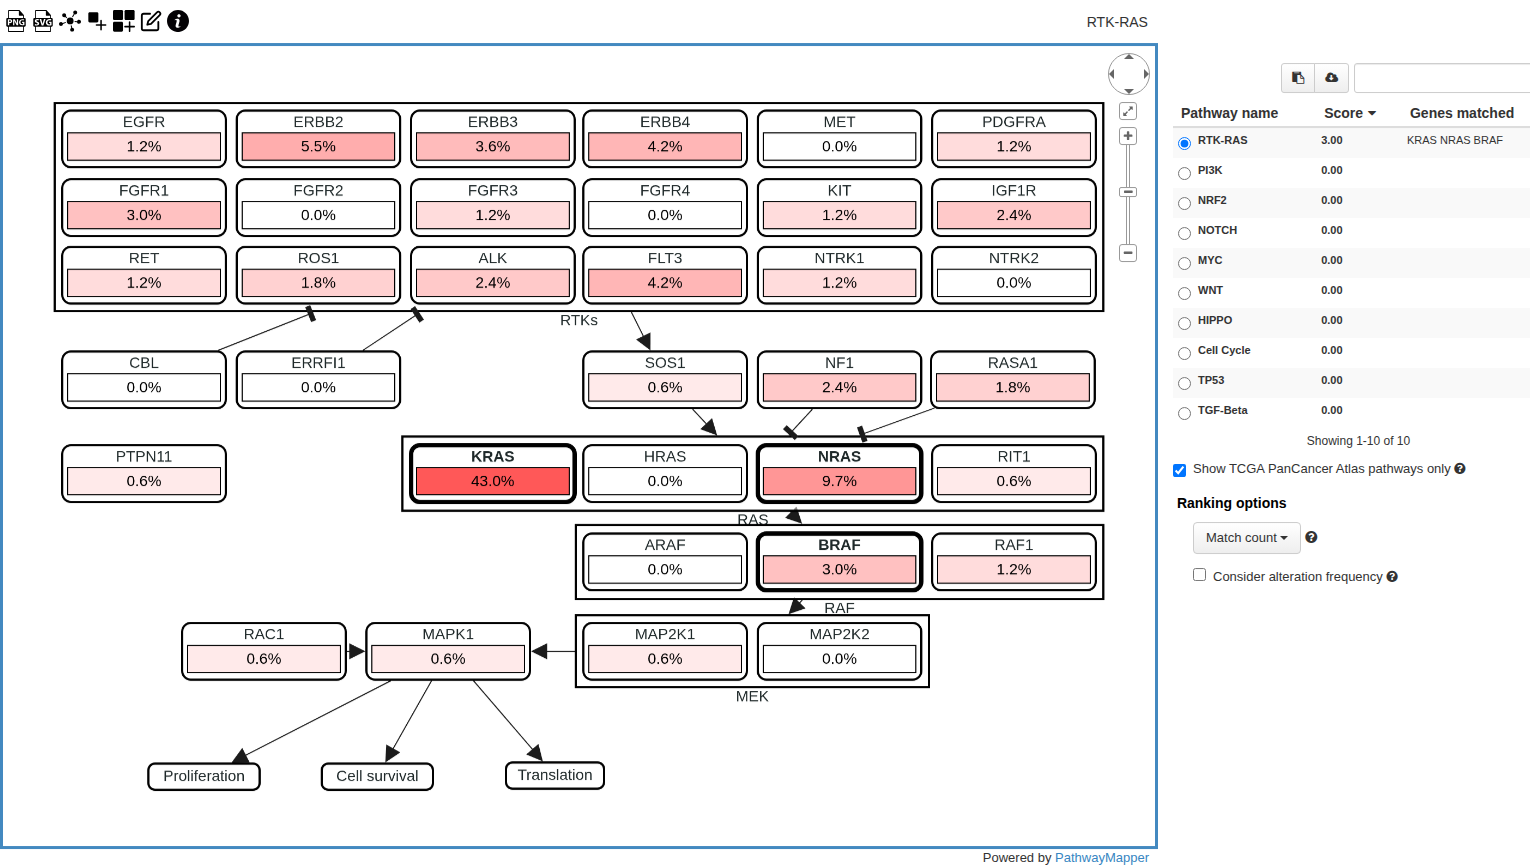 PNG SVG RTK-RAS
EGFR ERBB2 ERBB3 ERBB4 MET PDGFRA
1.2% 5.5% 3.6% 4.2% 0.0% 1.2%
FGFR1 FGFR2 FGFR3 FGFR4 KIT IGF1R
3.0% 0.0% 1.2% 0.0% 1.2% 2.4%
RET ROS1 ALK FLT3 NTRK1 NTRK2
1.2% 1.8% 2.4% 4.2% 1.2% 0.0%
RTKs
CBL ERRFI1 SOS1 NF1 RASA1
0.0% 0.0% 0.6% 2.4% 1.8%
PTPN11 KRAS HRAS NRAS RIT1
0.6% 43.0% 0.0% 9.7% 0.6%
RAS
ARAF BRAF RAF1
0.0% 3.0% 1.2%
RAF
RAC1 MAPK1 MAP2K1 MAP2K2
0.6% 0.6% 0.6% 0.0%
MEK
Proliferation Cell survival Translation
Powered by PathwayMapper
Pathway name Score Genes matched
RTK-RAS 3.00 KRAS NRAS BRAF
PI3K 0.00
NRF2 0.00
NOTCH 0.00
MYC 0.00
WNT 0.00
HIPPO 0.00
Cell Cycle 0.00
TP53 0.00
TGF-Beta 0.00
Showing 1-10 of 10
Show TCGA PanCancer Atlas pathways only
Ranking options
Match count
Consider alteration frequency